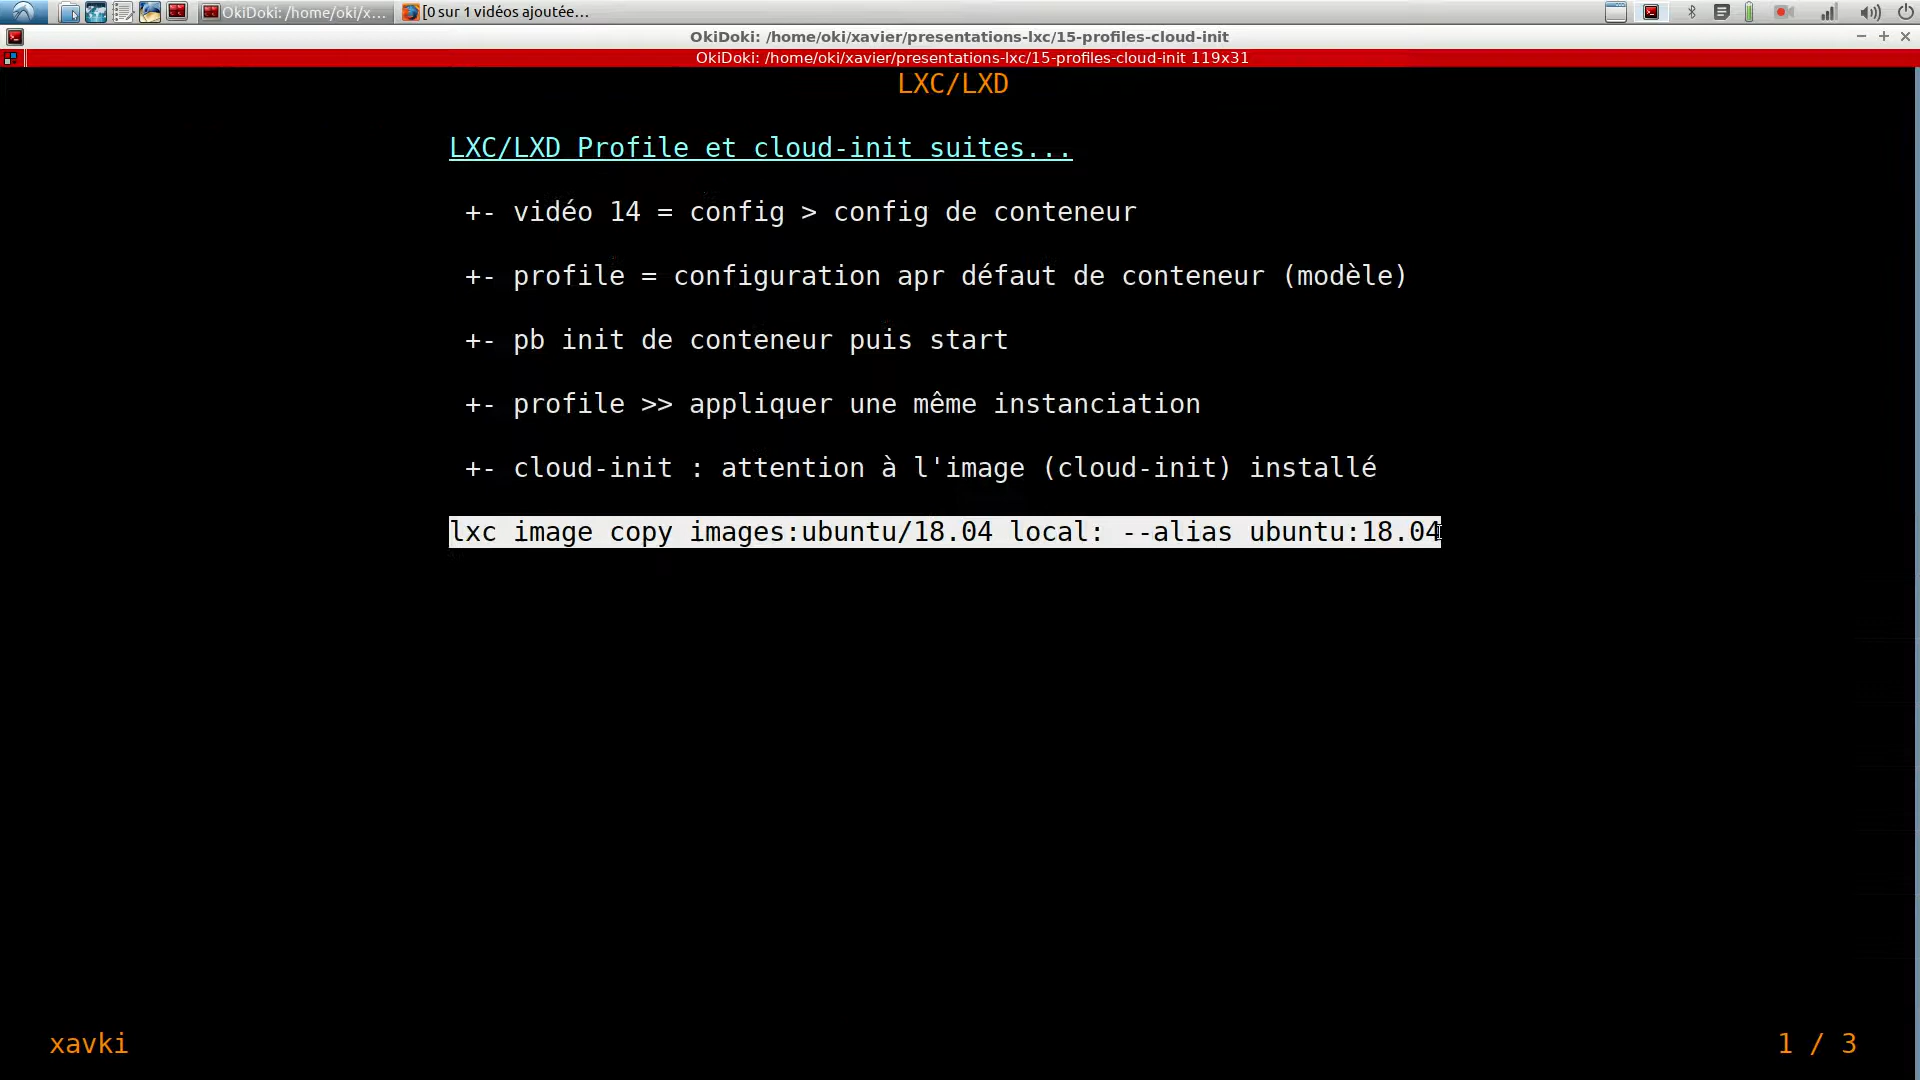 OkiDoki: /home/oki/x...
[0 sur 1 vidéos ajoutée...
OkiDoki: /home/oki/xavier/presentations-lxc/15-profiles-cloud-init
OkiDoki: /home/oki/xavier/presentations-lxc/15-profiles-cloud-init 119x31
LXC/LXD
LXC/LXD Profile et cloud-init suites...
+- vidéo 14 = config > config de conteneur
+- profile = configuration apr défaut de conteneur (modèle)
+- pb init de conteneur puis start
+- profile >> appliquer une même instanciation
+- cloud-init : attention à l'image (cloud-init) installé
lxc image copy images:ubuntu/18.04 local: --alias ubuntu:18.04
xavki
1 / 3